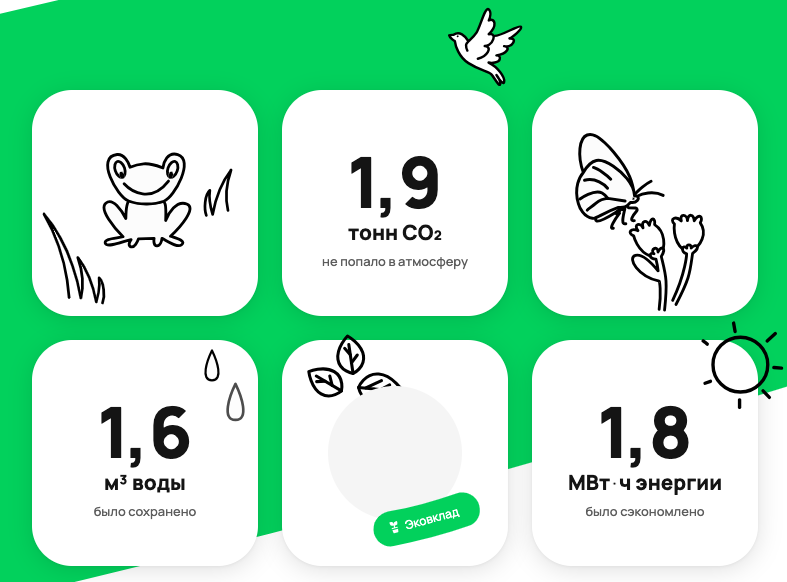 1,9
тонн CO₂
не попало в атмосферу
1,6
м³ воды
было сохранено
Эковклад
1,8
МВт·ч энергии
было сэкономлено